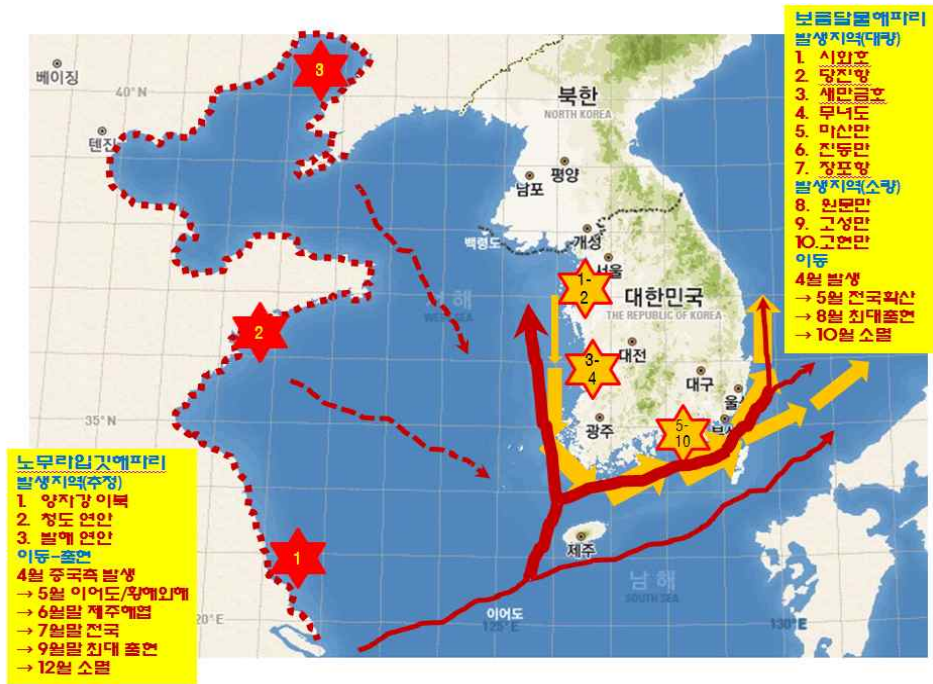 보름달물해파리
발생지역(대량)
1. 시화호
2. 당진항
3. 새만금호
4. 무녀도
5. 마산만
6. 진동만
7. 장포항
발생지역(소량)
8. 원문만
9. 고성만
10.고현만
이동
4월 발생
→ 5월 전국확산
→ 8월 최대출현
→ 10월 소멸
베이징
40°N
텐진
3
북한
NORTH KOREA
평양
남포
백령도
개성
서울
1-
2
대한민국
THE REPUBLIC OF KOREA
해
WEST SEA
2
3-
4
대전
대구
울산
35°N
광주
5-
10
부산
노무라입깃해파리
발생지역(추정)
1. 양자강 이북
2. 청도 연안
3. 발해 연안
이동-출현
4월 중국측 발생
→ 5월 이어도/황해외해
→ 6월말 제주해협
→ 7월말 전국
→ 9월말 최대 출현
→ 12월 소멸
1
제주
남 해
SOUTH SEA
이어도
20°E
125°E
130°E